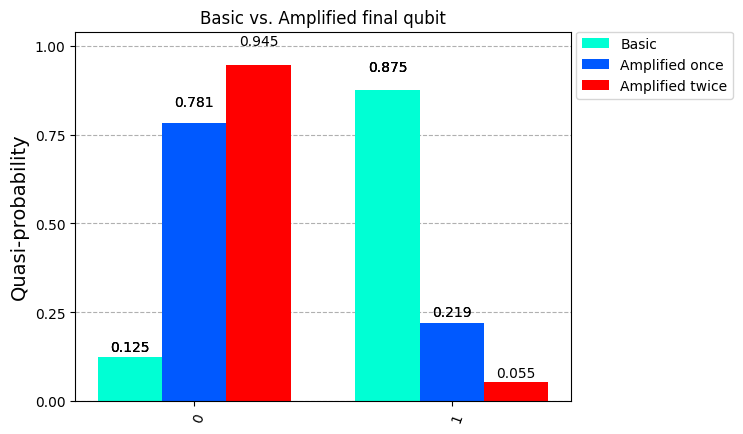 Basic vs. Amplified final qubit
Quasi-probability
1.00
0.75
0.50
0.25
0.00
0.125
0.781
0.945
0.875
0.219
0.055
0
1
Basic
Amplified once
Amplified twice